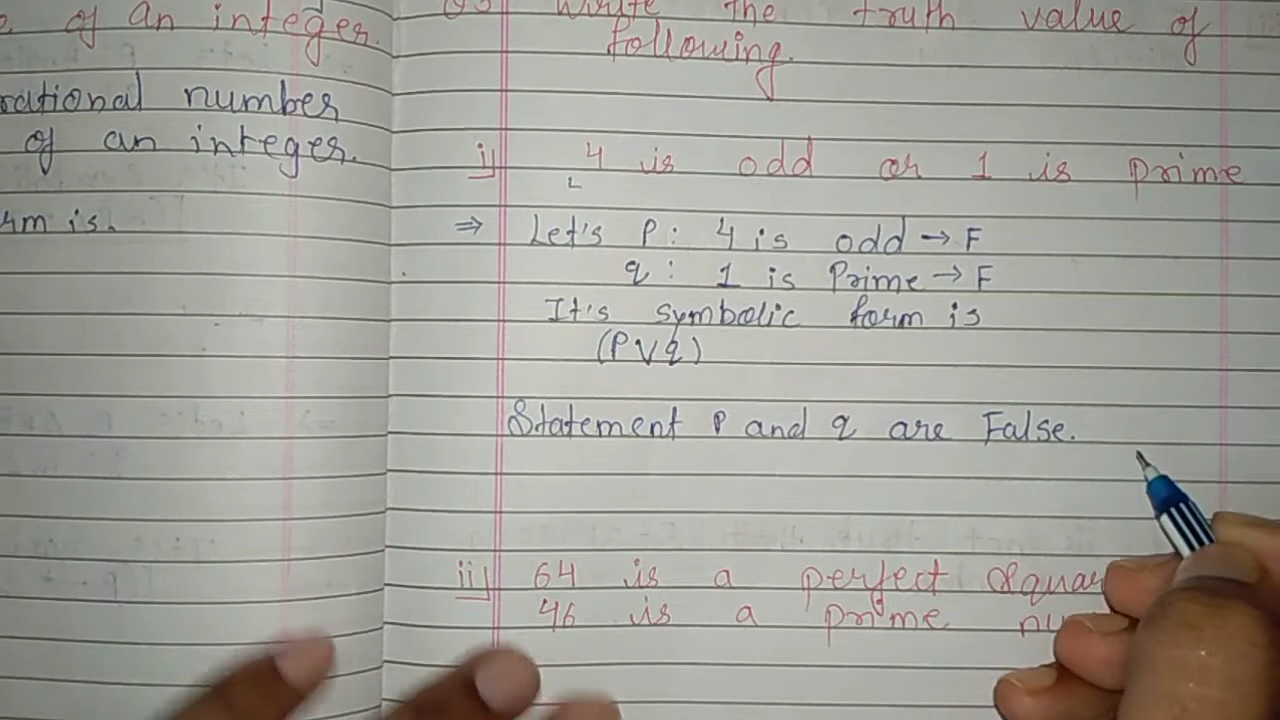 of an integer.
rational number
of an integer.
rm is.
Write the truth value of
following.
i) 4 is odd or 1 is prime
⇒ Let's P: 4 is odd → F
q: 1 is Prime → F
It's symbolic form is
(P∨q)
Statement P and q are False.
ii) 64 is a perfect
46 is a prime